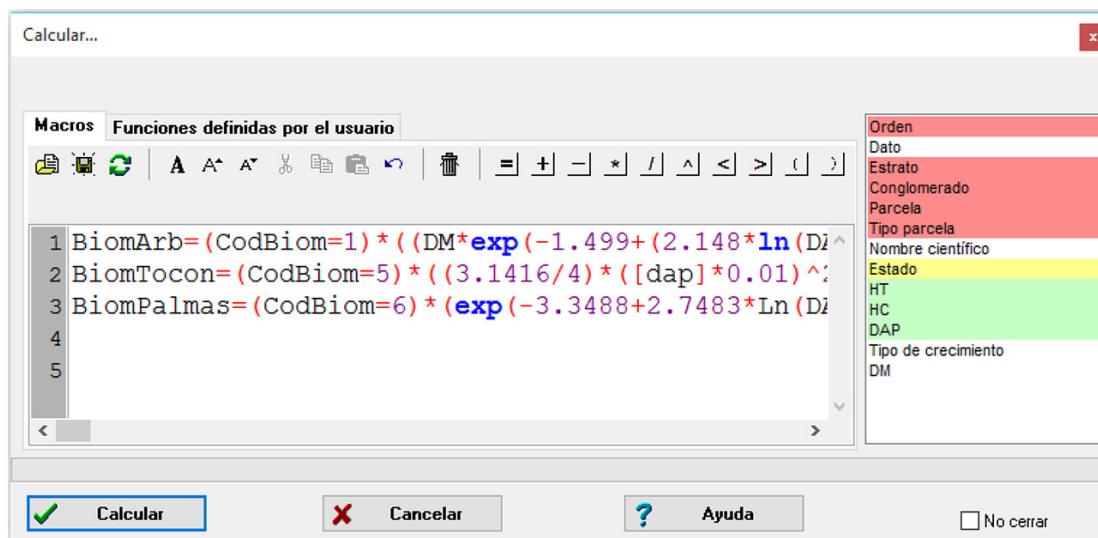 Calcular...
x
Macros Funciones definidas por el usuario
A A A = + - * / ^ < > ( )
1 BiomArb=(CodBiom=1)*((DM*exp(-1.499+(2.148*ln(DA
2 BiomTocon=(CodBiom=5)*((3.1416/4)*([dap]*0.01)^2
3 BiomPalmas=(CodBiom=6)*(exp(-3.3488+2.7483*Ln(DA
4
5
Orden
Dato
Estrato
Conglomerado
Parcela
Tipo parcela
Nombre científico
Estado
HT
HC
DAP
Tipo de crecimiento
DM
Calcular Cancelar ? Ayuda No cerrar